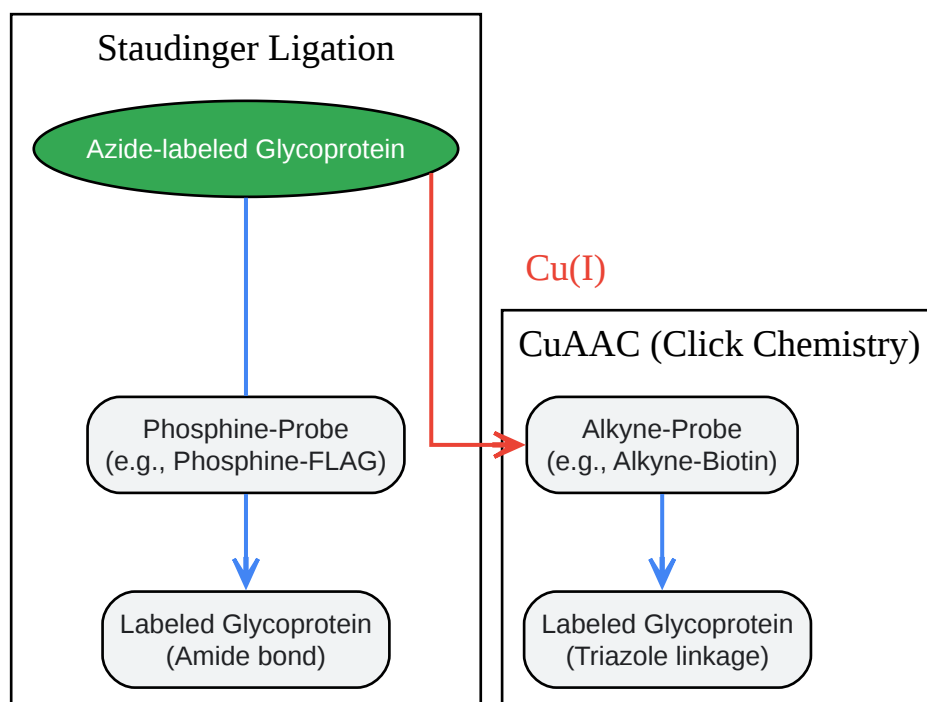 Staudinger Ligation
Azide-labeled Glycoprotein
Cu(I)
CuAAC (Click Chemistry)
Phosphine-Probe
(e.g., Phosphine-FLAG)
Alkyne-Probe
(e.g., Alkyne-Biotin)
Labeled Glycoprotein
(Amide bond)
Labeled Glycoprotein
(Triazole linkage)